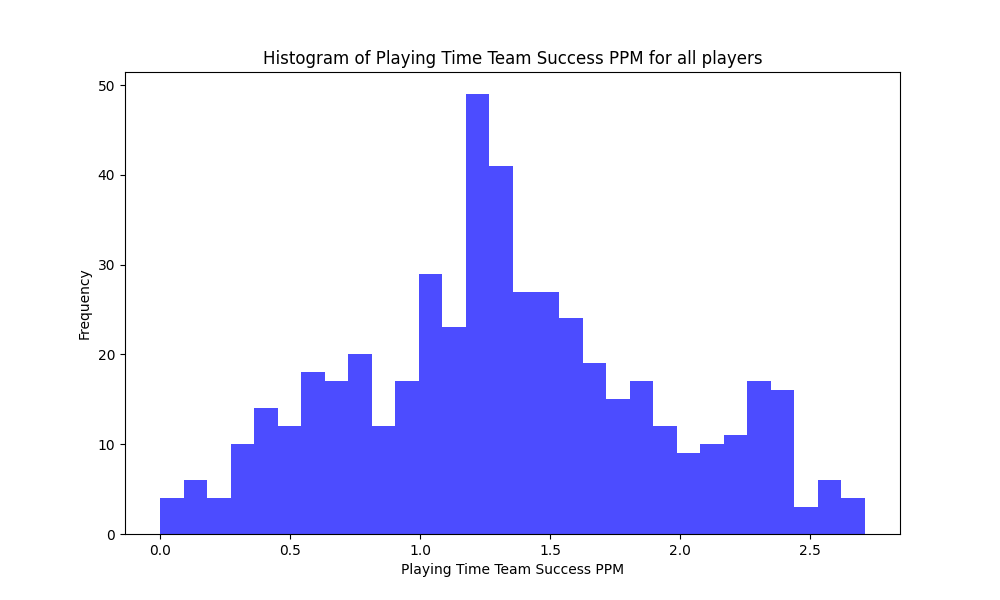 Histogram of Playing Time Team Success PPM for all players
50
40
30
20
10
0
Frequency
0.0 0.5 1.0 1.5 2.0 2.5
Playing Time Team Success PPM